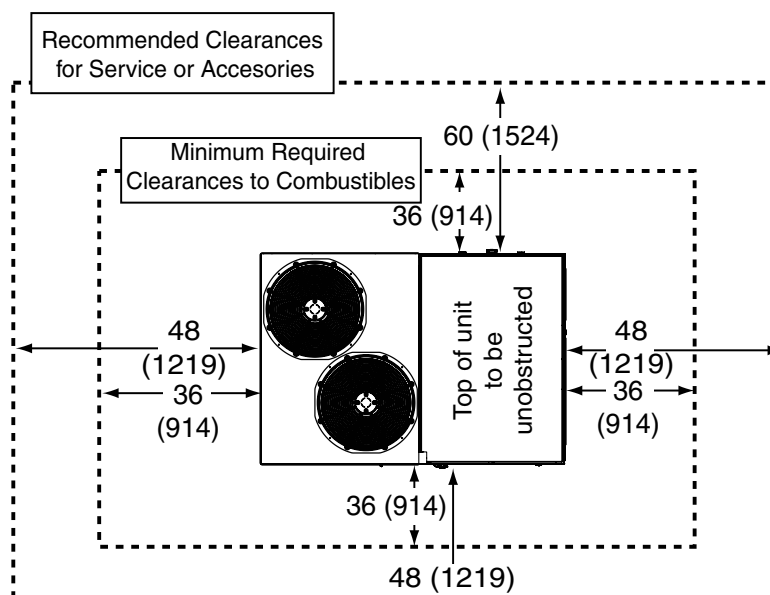 Recommended Clearances
for Service or Accesories
60 (1524)
Minimum Required
Clearances to Combustibles
36 (914)
48
(1219)
36
(914)
Top of unit
to be
unobstructed
48
(1219)
36
(914)
36 (914)
48 (1219)